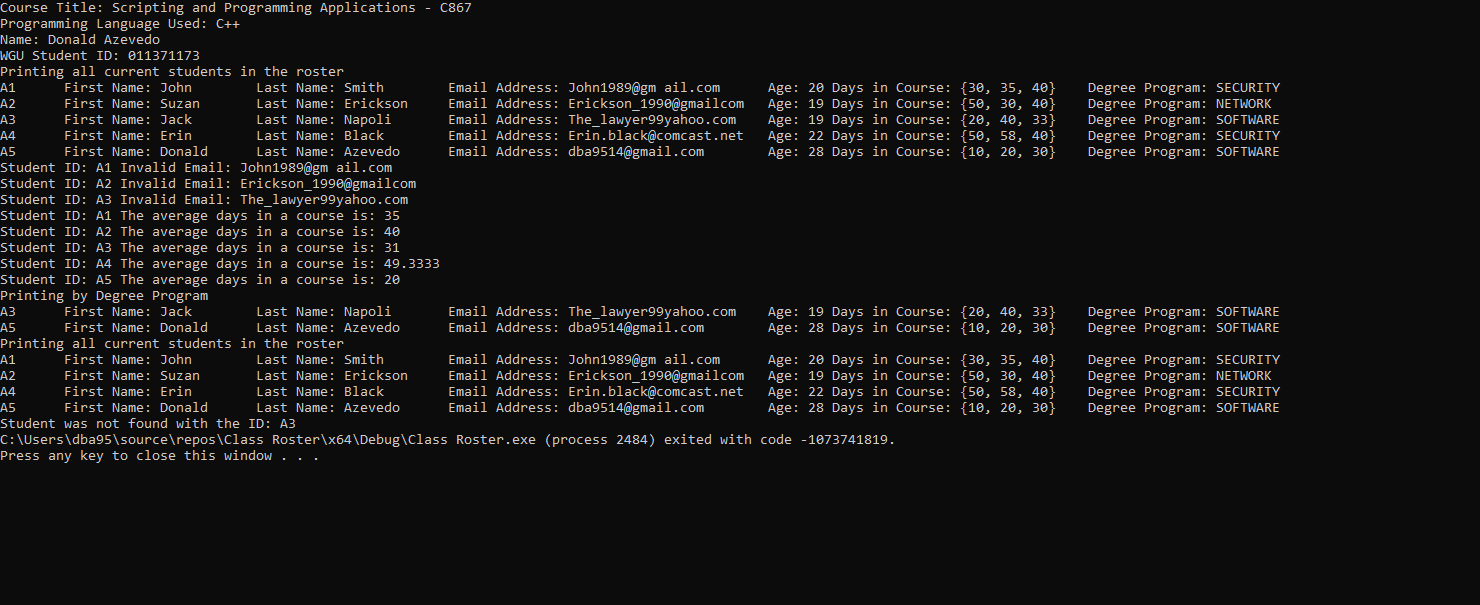 Course Title: Scripting and Programming Applications - C867
Programming Language Used: C++
Name: Donald Azevedo
WGU Student ID: 011371173
Printing all current students in the roster
A1      First Name: John        Last Name: Smith        Email Address: John1989@gm ail.com      Age: 20 Days in Course: {30, 35, 40}    Degree Program: SECURITY
A2      First Name: Suzan       Last Name: Erickson     Email Address: Erickson_1990@gmailcom   Age: 19 Days in Course: {50, 30, 40}    Degree Program: NETWORK
A3      First Name: Jack        Last Name: Napoli       Email Address: The_lawyer99yahoo.com    Age: 19 Days in Course: {20, 40, 33}    Degree Program: SOFTWARE
A4      First Name: Erin        Last Name: Black        Email Address: Erin.black@comcast.net   Age: 22 Days in Course: {50, 58, 40}    Degree Program: SECURITY
A5      First Name: Donald      Last Name: Azevedo      Email Address: dba9514@gmail.com        Age: 28 Days in Course: {10, 20, 30}    Degree Program: SOFTWARE
Student ID: A1 Invalid Email: John1989@gm ail.com
Student ID: A2 Invalid Email: Erickson_1990@gmailcom
Student ID: A3 Invalid Email: The_lawyer99yahoo.com
Student ID: A1 The average days in a course is: 35
Student ID: A2 The average days in a course is: 40
Student ID: A3 The average days in a course is: 31
Student ID: A4 The average days in a course is: 49.3333
Student ID: A5 The average days in a course is: 20
Printing by Degree Program
A3      First Name: Jack        Last Name: Napoli       Email Address: The_lawyer99yahoo.com    Age: 19 Days in Course: {20, 40, 33}    Degree Program: SOFTWARE
A5      First Name: Donald      Last Name: Azevedo      Email Address: dba9514@gmail.com        Age: 28 Days in Course: {10, 20, 30}    Degree Program: SOFTWARE
Printing all current students in the roster
A1      First Name: John        Last Name: Smith        Email Address: John1989@gm ail.com      Age: 20 Days in Course: {30, 35, 40}    Degree Program: SECURITY
A2      First Name: Suzan       Last Name: Erickson     Email Address: Erickson_1990@gmailcom   Age: 19 Days in Course: {50, 30, 40}    Degree Program: NETWORK
A4      First Name: Erin        Last Name: Black        Email Address: Erin.black@comcast.net   Age: 22 Days in Course: {50, 58, 40}    Degree Program: SECURITY
A5      First Name: Donald      Last Name: Azevedo      Email Address: dba9514@gmail.com        Age: 28 Days in Course: {10, 20, 30}    Degree Program: SOFTWARE
Student was not found with the ID: A3
C:\Users\dba95\source\repos\Class Roster\x64\Debug\Class Roster.exe (process 2484) exited with code -1073741819.
Press any key to close this window . . .